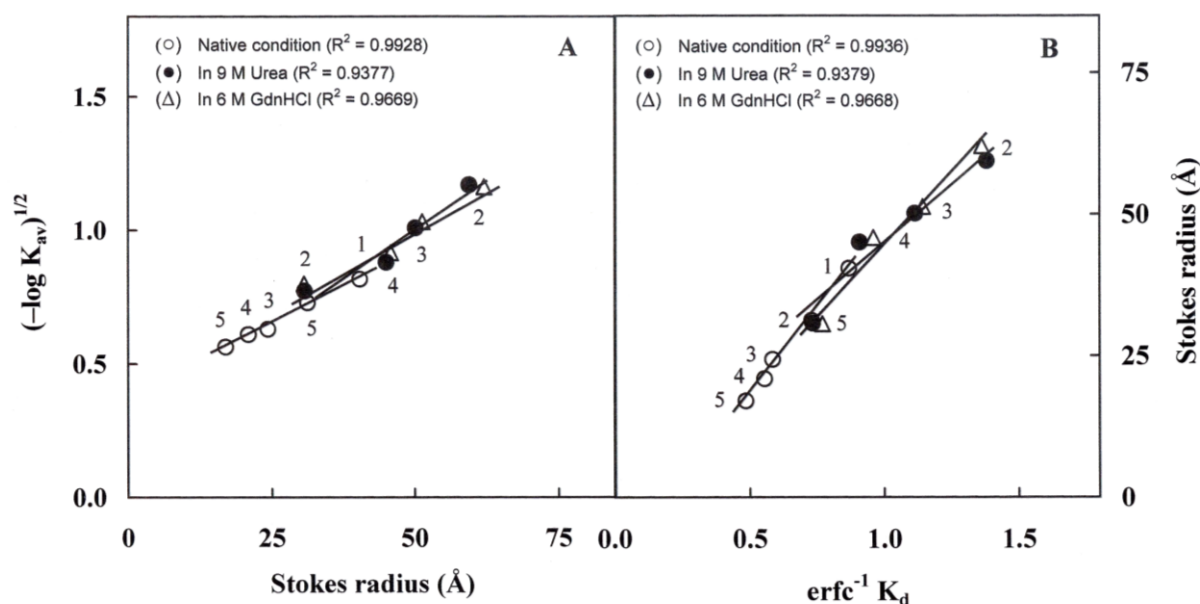 (○) Native condition (R² = 0.9928)
(●) In 9 M Urea (R² = 0.9377)
(△) In 6 M GdnHCl (R² = 0.9669)
A
(○) Native condition (R² = 0.9936)
(●) In 9 M Urea (R² = 0.9379)
(△) In 6 M GdnHCl (R² = 0.9668)
B
(–log Kav)1/2
1.5
1.0
0.5
0.0
5 4 3 2 1
5 4 3 2
0 25 50 75
Stokes radius (Å)
5 4 3 2 1
5 4 3 2
0.0 0.5 1.0 1.5
erfc⁻¹ Kd
75
50
25
0
Stokes radius (Å)